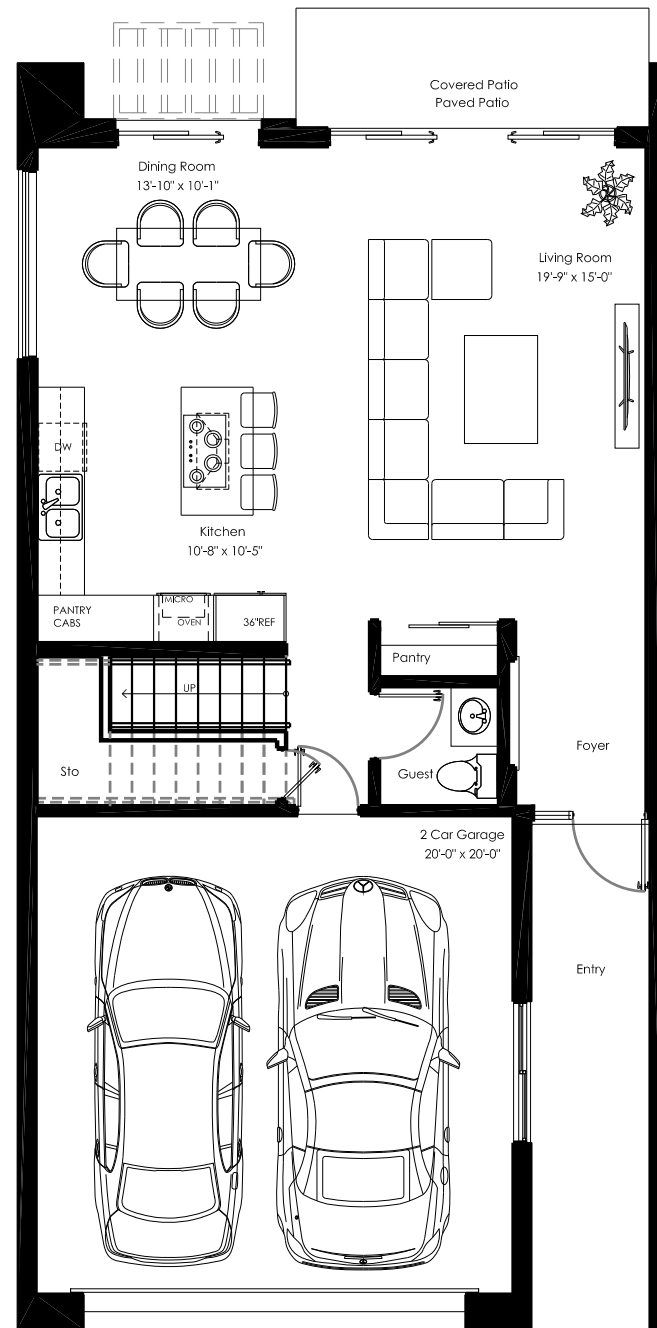 Covered Patio
Paved Patio
Dining Room
13'-10" x 10'-1"
Living Room
19'-9" x 15'-0"
DW
Kitchen
10'-8" x 10'-5"
PANTRY
CABS
MICRO
OVEN
36"REF
Pantry
UP
Sto
Guest
Foyer
2 Car Garage
20'-0" x 20'-0"
Entry